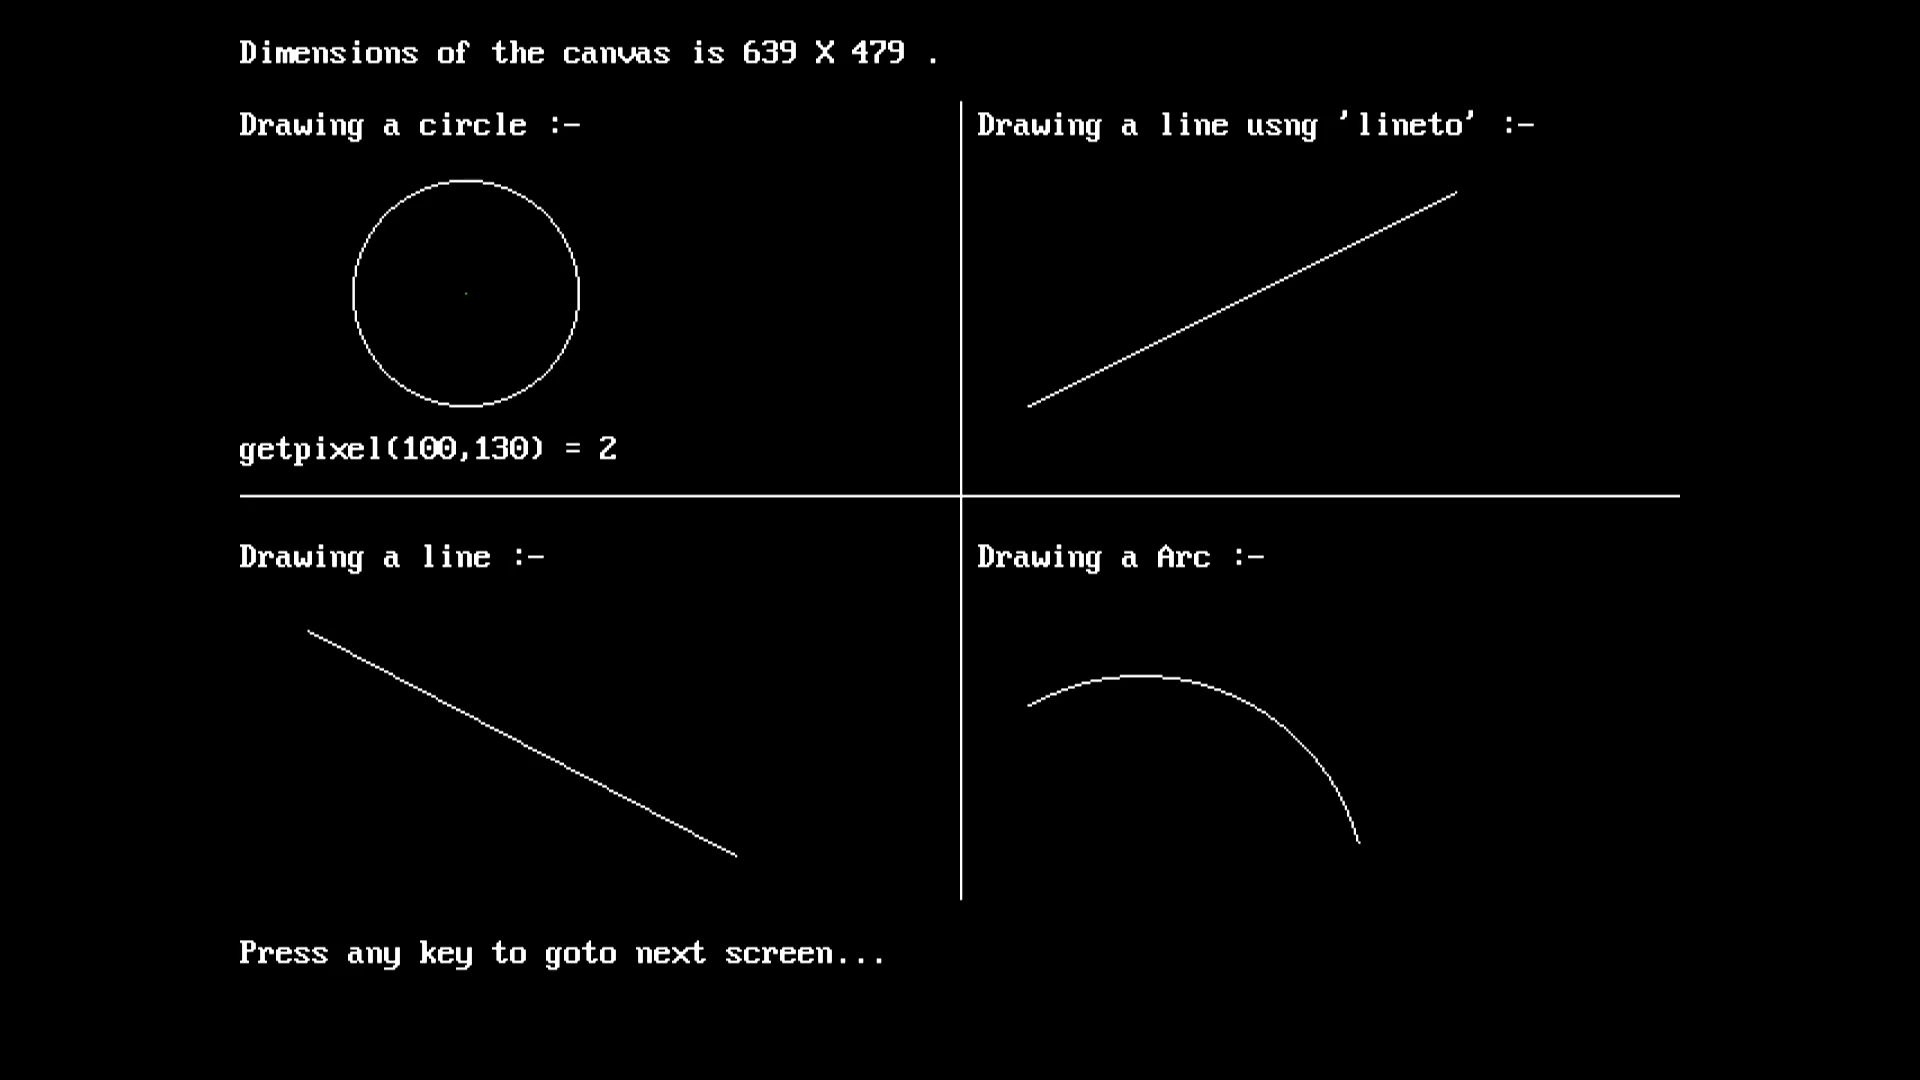 Dimensions of the canvas is 639 X 479 .
Drawing a circle :-
Drawing a line usng 'lineto' :-
getpixel(100,130) = 2
Drawing a line :-
Drawing a Arc :-
Press any key to goto next screen...